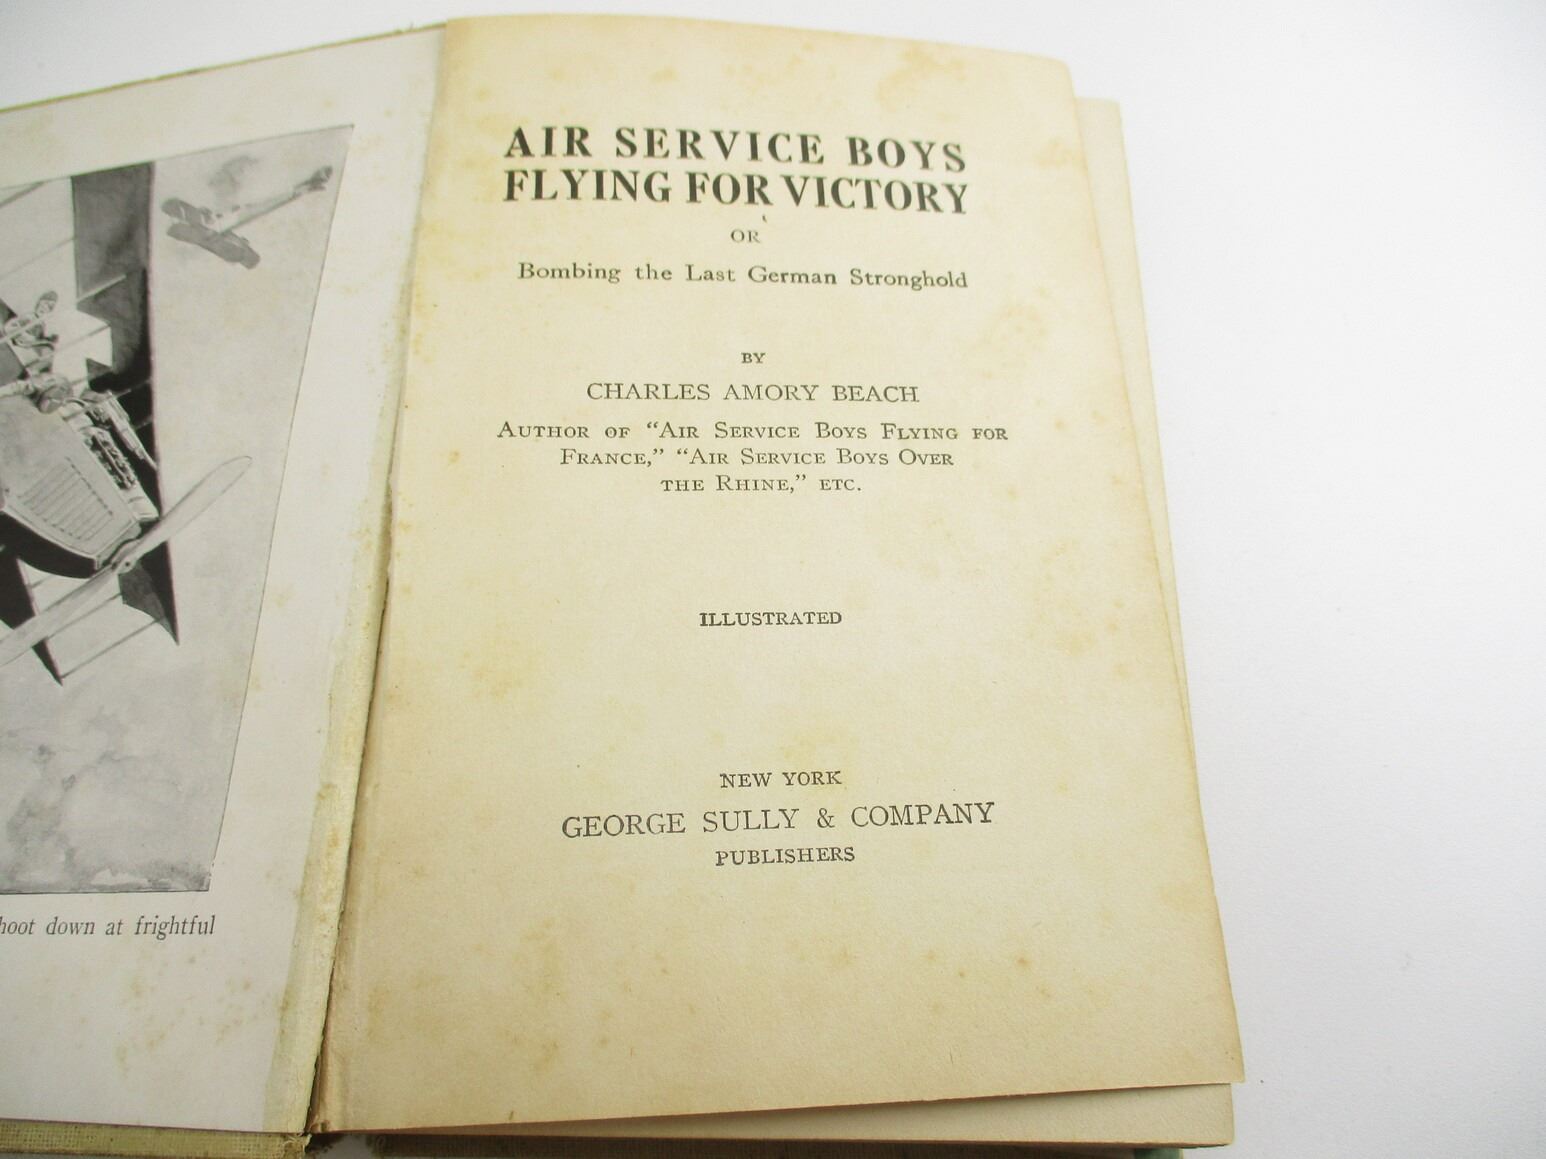 AIR SERVICE BOYS
FLYING FOR VICTORY
OR
Bombing the Last German Stronghold
BY
CHARLES AMORY BEACH
AUTHOR OF "AIR SERVICE BOYS FLYING FOR
FRANCE," "AIR SERVICE BOYS OVER
THE RHINE," ETC.
ILLUSTRATED
NEW YORK
GEORGE SULLY & COMPANY
PUBLISHERS
down at frightful